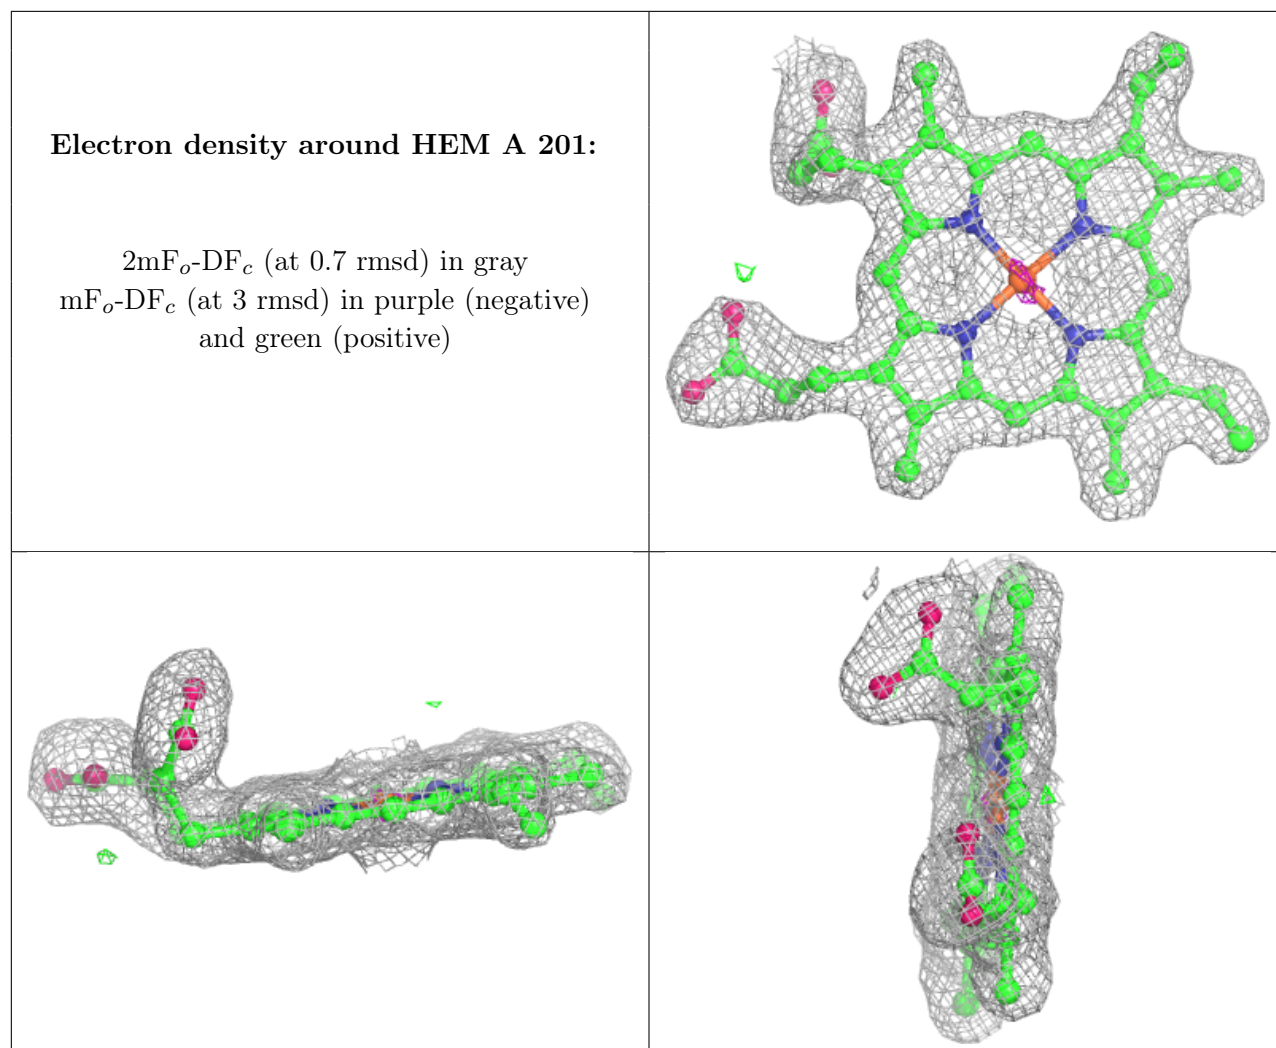 Electron density around HEM A 201:
2mFo-DFc (at 0.7 rmsd) in gray
mFo-DFc (at 3 rmsd) in purple (negative)
and green (positive)